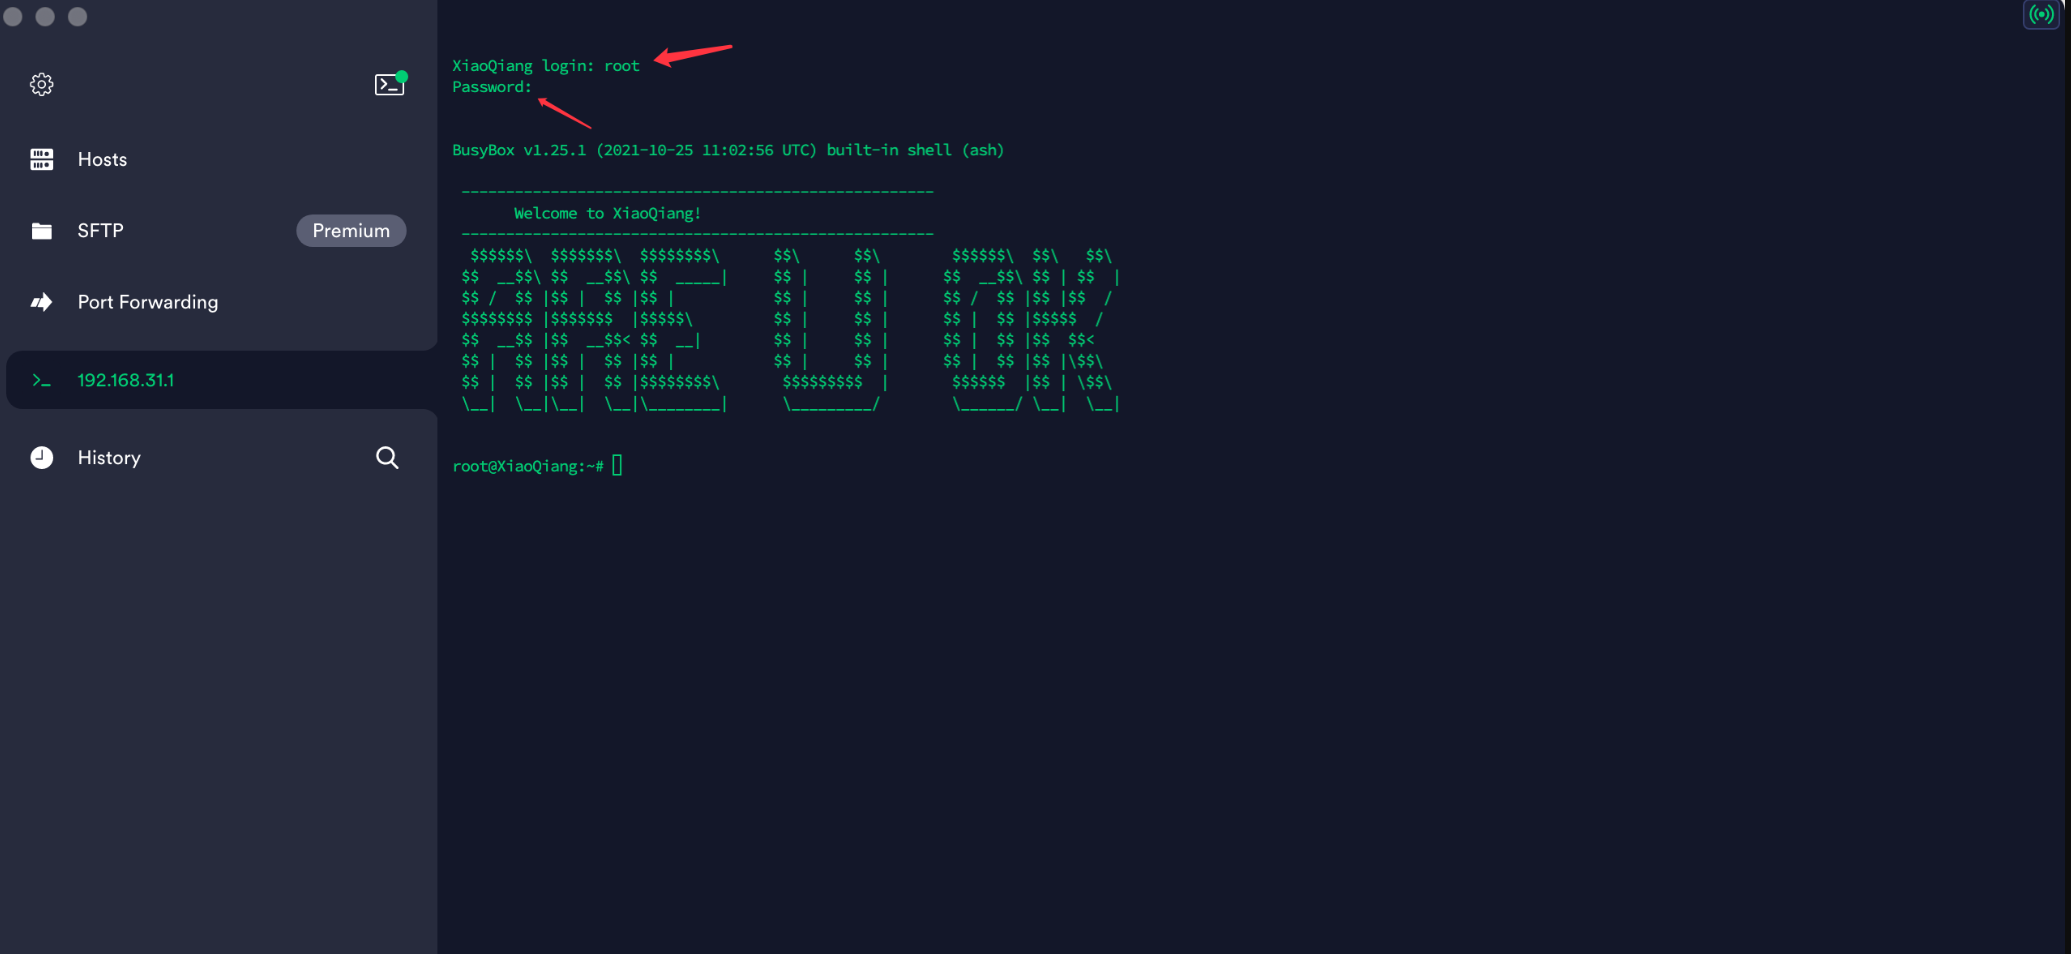 Hosts
SFTP
Premium
Port Forwarding
>_ 192.168.31.1
History
XiaoQiang login: root
Password:
BusyBox v1.25.1 (2021-10-25 11:02:56 UTC) built-in shell (ash)
 -----------------------------------------------------
       Welcome to XiaoQiang!
 -----------------------------------------------------
  $$$$$$\  $$$$$$$\  $$$$$$$$\      $$\      $$\        $$$$$$\  $$\   $$\
 $$  __$$\ $$  __$$\ $$  _____|     $$ |     $$ |      $$  __$$\ $$ | $$  |
 $$ /  $$ |$$ |  $$ |$$ |           $$ |     $$ |      $$ /  $$ |$$ |$$  /
 $$$$$$$$ |$$$$$$$  |$$$$$\         $$ |     $$ |      $$ |  $$ |$$$$$  /
 $$  __$$ |$$  __$$< $$  __|        $$ |     $$ |      $$ |  $$ |$$  $$<
 $$ |  $$ |$$ |  $$ |$$ |           $$ |     $$ |      $$ |  $$ |$$ |\$$\
 $$ |  $$ |$$ |  $$ |$$$$$$$$\       $$$$$$$$$  |       $$$$$$  |$$ | \$$\
 \__|  \__|\__|  \__|\________|      \_________/        \______/ \__|  \__|
root@XiaoQiang:~#